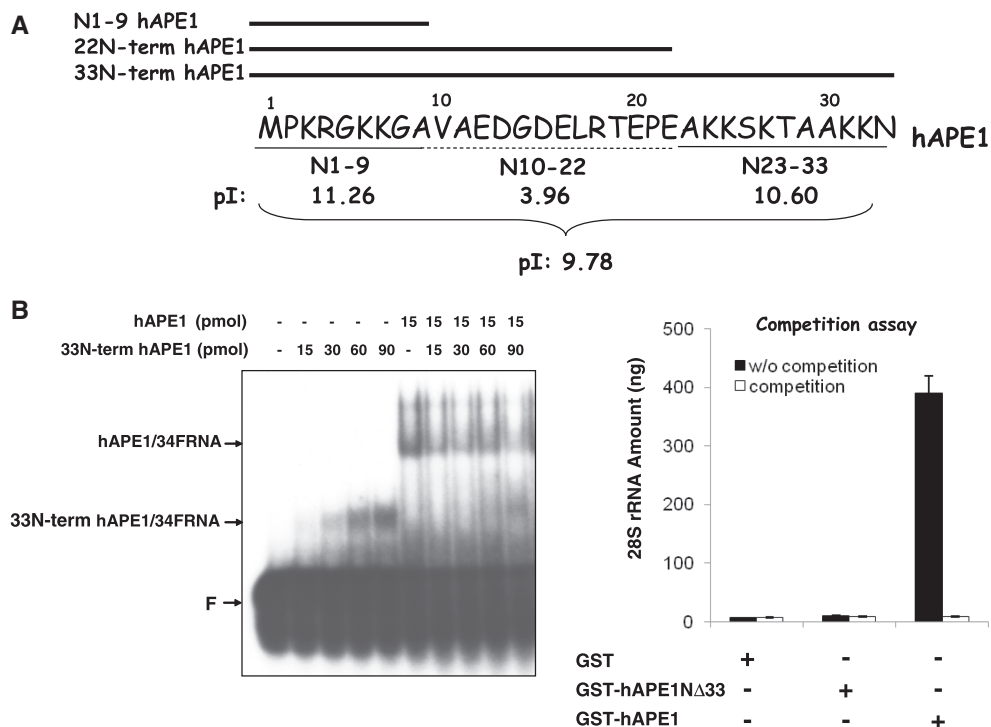 A
N1-9 hAPE1
22N-term hAPE1
33N-term hAPE1
1 10 20 30
MPKRGKKGAVAEDGDELRTEPEAKKSKTAAKKN hAPE1
N1-9 N10-22 N23-33
pI: 11.26 3.96 10.60
pI: 9.78
B
hAPE1 (pmol) - - - - - 15 15 15 15 15
33N-term hAPE1 (pmol) - 15 30 60 90 - 15 30 60 90
hAPE1/34FRNA
33N-term hAPE1/34FRNA
F
Competition assay
w/o competition
competition
28S rRNA Amount (ng)
500
400
300
200
100
0
GST + - -
GST-hAPE1NΔ33 - + -
GST-hAPE1 - - +